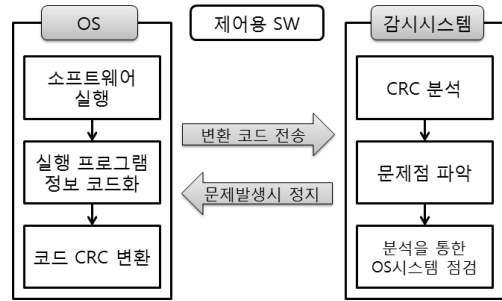 OS
소프트웨어
실행
실행 프로그램
정보 코드화
코드 CRC 변환
제어용 SW
변환 코드 전송
문제발생시 정지
감시시스템
CRC 분석
문제점 파악
분석을 통한
OS시스템 점검